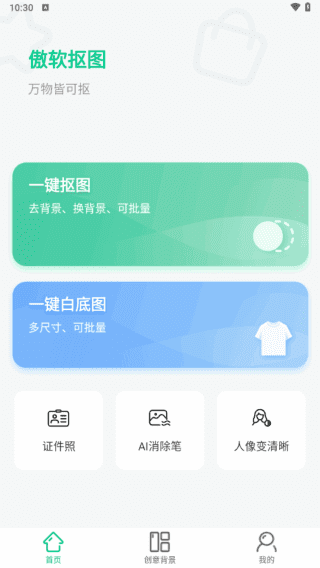 10:30
A
傲软抠图
万物皆可抠
一键抠图
去背景、换背景、可批量
一键白底图
多尺寸、可批量
证件照
AI消除笔
人像变清晰
首页
创意背景
我的